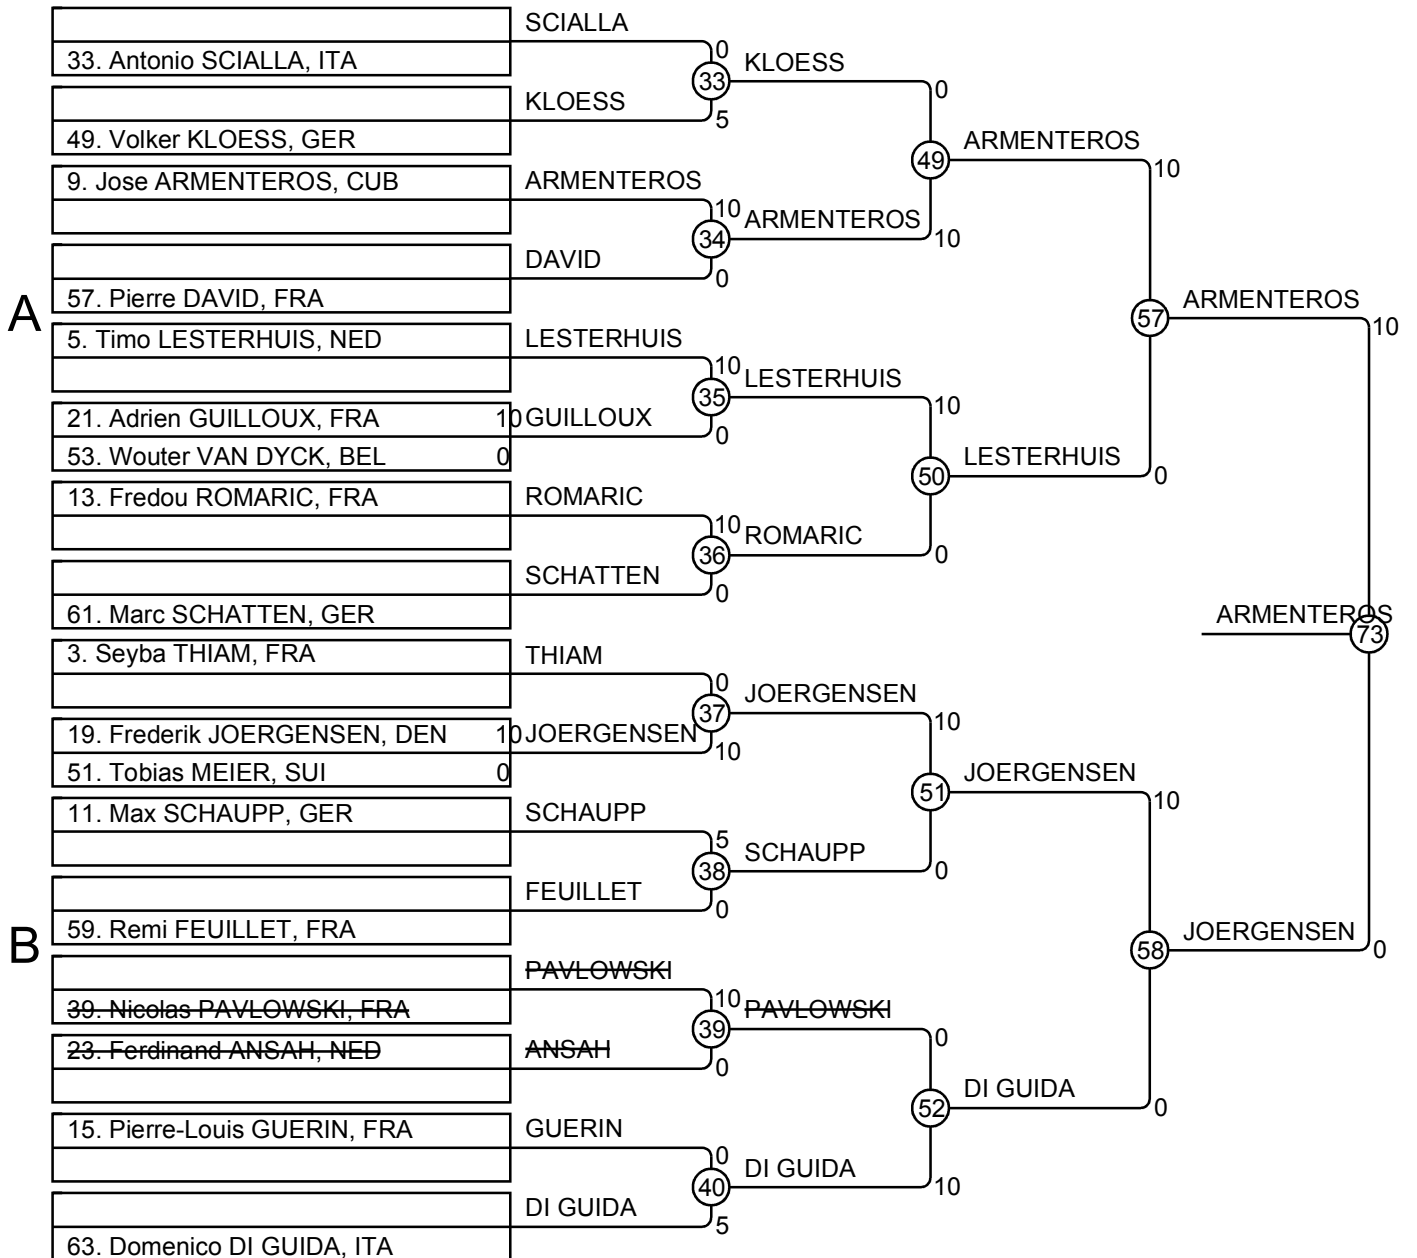 SCIALLA
0
33. Antonio SCIALLA, ITA
33
KLOESS
0
KLOESS
5
49. Volker KLOESS, GER
49
ARMENTEROS
10
9. Jose ARMENTEROS, CUB
ARMENTEROS
10
34
ARMENTEROS
10
DAVID
0
57. Pierre DAVID, FRA
A
57
ARMENTEROS
10
5. Timo LESTERHUIS, NED
LESTERHUIS
10
35
LESTERHUIS
10
21. Adrien GUILLOUX, FRA 10
GUILLOUX
0
53. Wouter VAN DYCK, BEL 0
50
LESTERHUIS
0
13. Fredou ROMARIC, FRA
ROMARIC
10
36
ROMARIC
0
SCHATTEN
0
61. Marc SCHATTEN, GER
ARMENTEROS
73
3. Seyba THIAM, FRA
THIAM
0
37
JOERGENSEN
10
19. Frederik JOERGENSEN, DEN 10
JOERGENSEN
10
51. Tobias MEIER, SUI 0
51
JOERGENSEN
10
11. Max SCHAUPP, GER
SCHAUPP
5
38
SCHAUPP
0
FEUILLET
0
59. Remi FEUILLET, FRA
B
58
JOERGENSEN
0
PAVLOWSKI
10
39. Nicolas PAVLOWSKI, FRA
39
PAVLOWSKI
0
23. Ferdinand ANSAH, NED
ANSAH
0
52
DI GUIDA
0
15. Pierre-Louis GUERIN, FRA
GUERIN
0
40
DI GUIDA
10
DI GUIDA
5
63. Domenico DI GUIDA, ITA